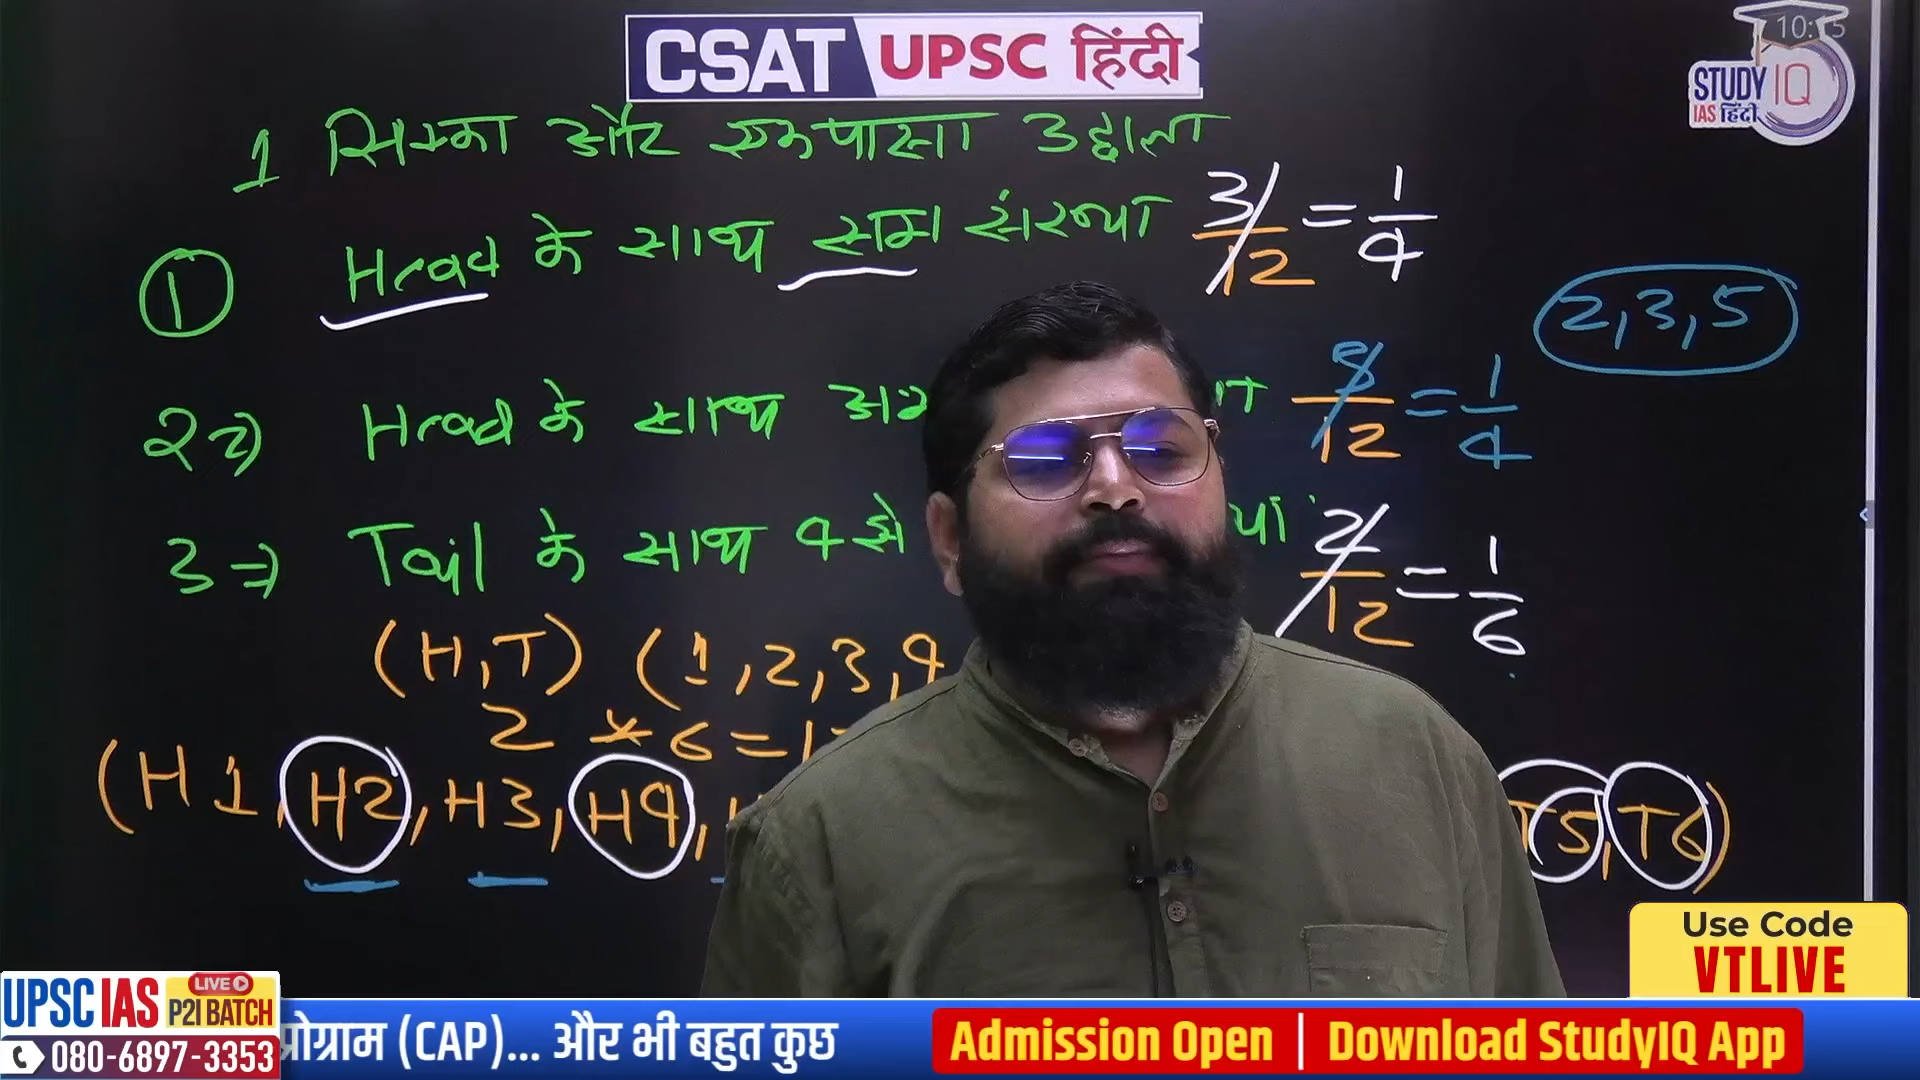 CSAT UPSC हिंदी
10:15
STUDY IQ
IAS हिंदी
1 सिक्का और एक पासा उछाला
① Head के साथ सम संख्या 3/12 = 1/4
2,3,5
2⇒ Head के साथ 3/12 = 1/4
3⇒ Tail के साथ 4 से 2/12 = 1/6
(H,T) (1,2,3,4
2 * 6 = 1
(H1, H2, H3, H4, T5, T6)
Use Code
VTLIVE
UPSC IAS LIVE P2I BATCH
080-6897-3353
प्रोग्राम (CAP)... और भी बहुत कुछ
Admission Open | Download StudyIQ App